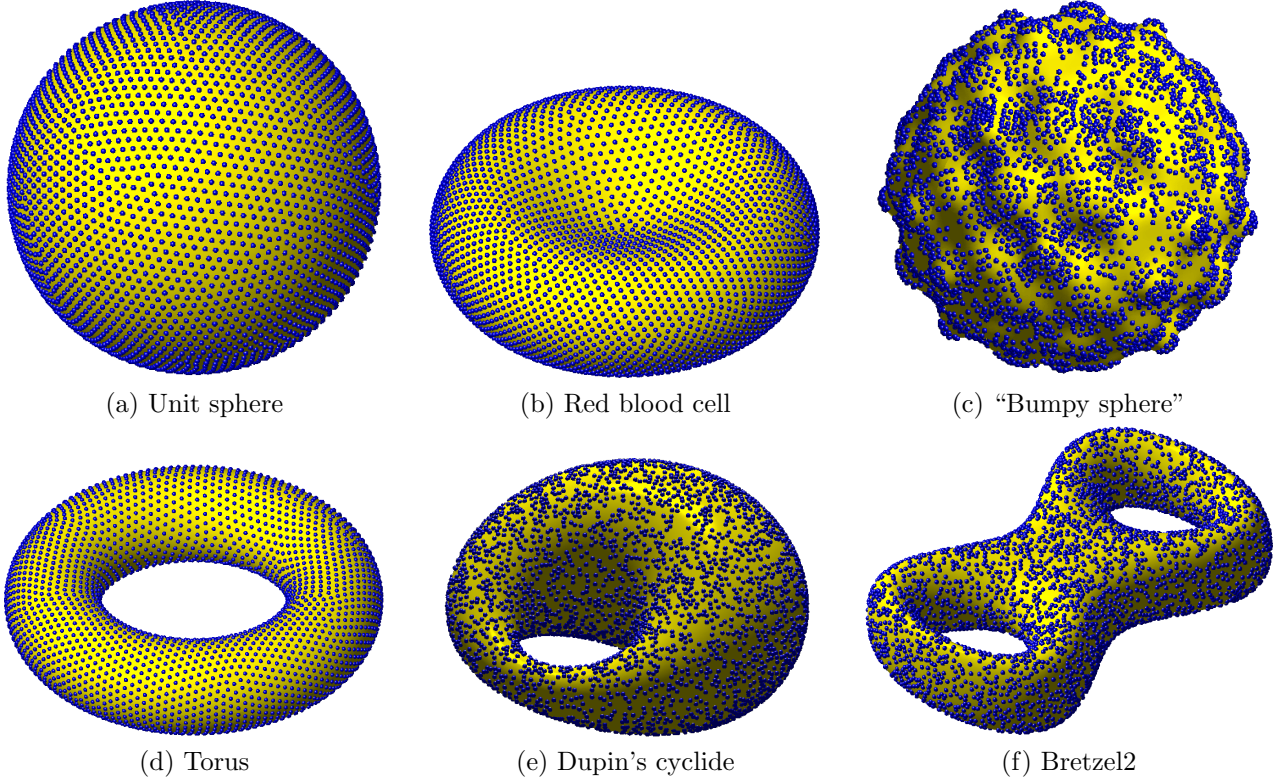 (a) Unit sphere
(b) Red blood cell
(c) “Bumpy sphere”
(d) Torus
(e) Dupin’s cyclide
(f) Bretzel2